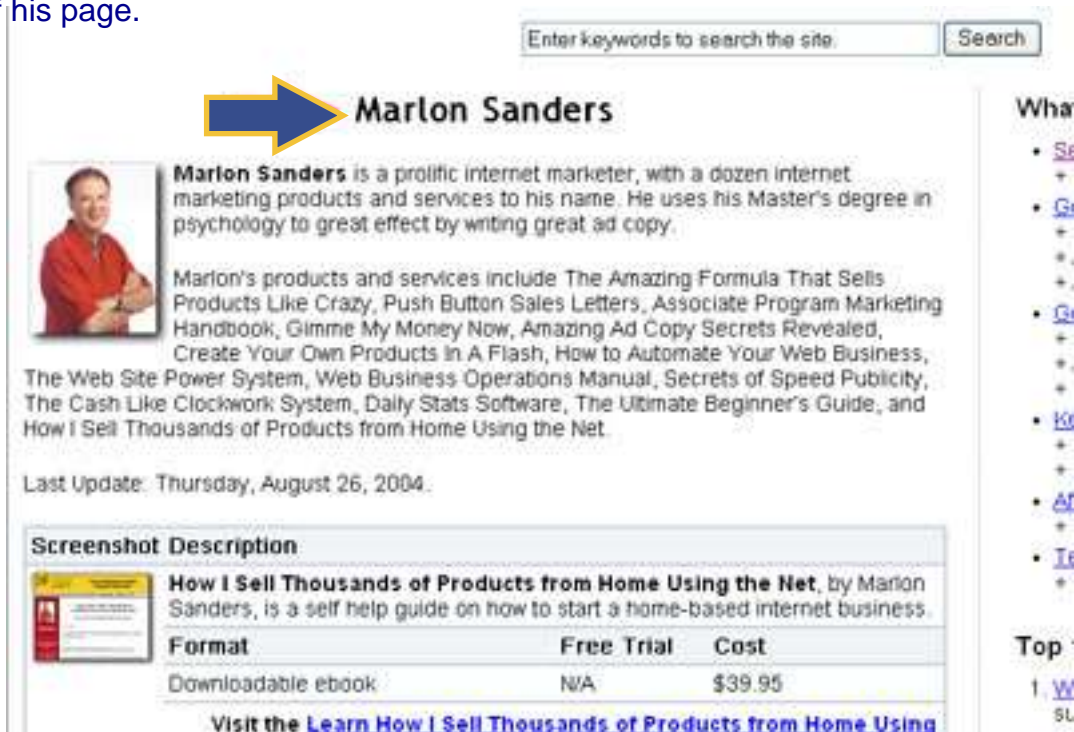 his page.
Enter keywords to search the site.
Search
Marlon Sanders
Marlon Sanders is a prolific internet marketer, with a dozen internet
marketing products and services to his name. He uses his Master's degree in
psychology to great effect by writing great ad copy.
Marlon's products and services include The Amazing Formula That Sells
Products Like Crazy, Push Button Sales Letters, Associate Program Marketing
Handbook, Gimme My Money Now, Amazing Ad Copy Secrets Revealed,
Create Your Own Products In A Flash, How to Automate Your Web Business,
The Web Site Power System, Web Business Operations Manual, Secrets of Speed Publicity,
The Cash Like Clockwork System, Daily Stats Software, The Ultimate Beginner's Guide, and
How I Sell Thousands of Products from Home Using the Net.
Last Update: Thursday, August 26, 2004.
Screenshot Description
How I Sell Thousands of Products from Home Using the Net, by Marlon
Sanders, is a self help guide on how to start a home-based internet business.
Format Free Trial Cost
Downloadable ebook N/A $39.95
Visit the Learn How I Sell Thousands of Products from Home Using
Top
1.